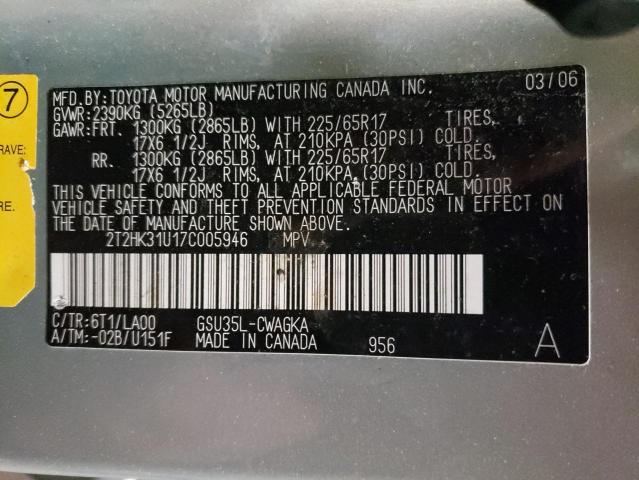 7
RAVE:
RE.
MFD.BY:TOYOTA MOTOR MANUFACTURING CANADA INC. 03/06
GVWR:2390KG (5265LB)
GAWR:FRT. 1300KG (2865LB) WITH 225/65R17 TIRES,
17X6 1/2J RIMS, AT 210KPA (30PSI) COLD.
RR. 1300KG (2865LB) WITH 225/65R17 TIRES,
17X6 1/2J RIMS, AT 210KPA (30PSI) COLD.
THIS VEHICLE CONFORMS TO ALL APPLICABLE FEDERAL MOTOR
VEHICLE SAFETY AND THEFT PREVENTION STANDARDS IN EFFECT ON
THE DATE OF MANUFACTURE SHOWN ABOVE.
2T2HK31U17C005946 MPV
C/TR:6T1/LA00 GSU35L-CWAGKA
A/TM:-02B/U151F MADE IN CANADA 956 A